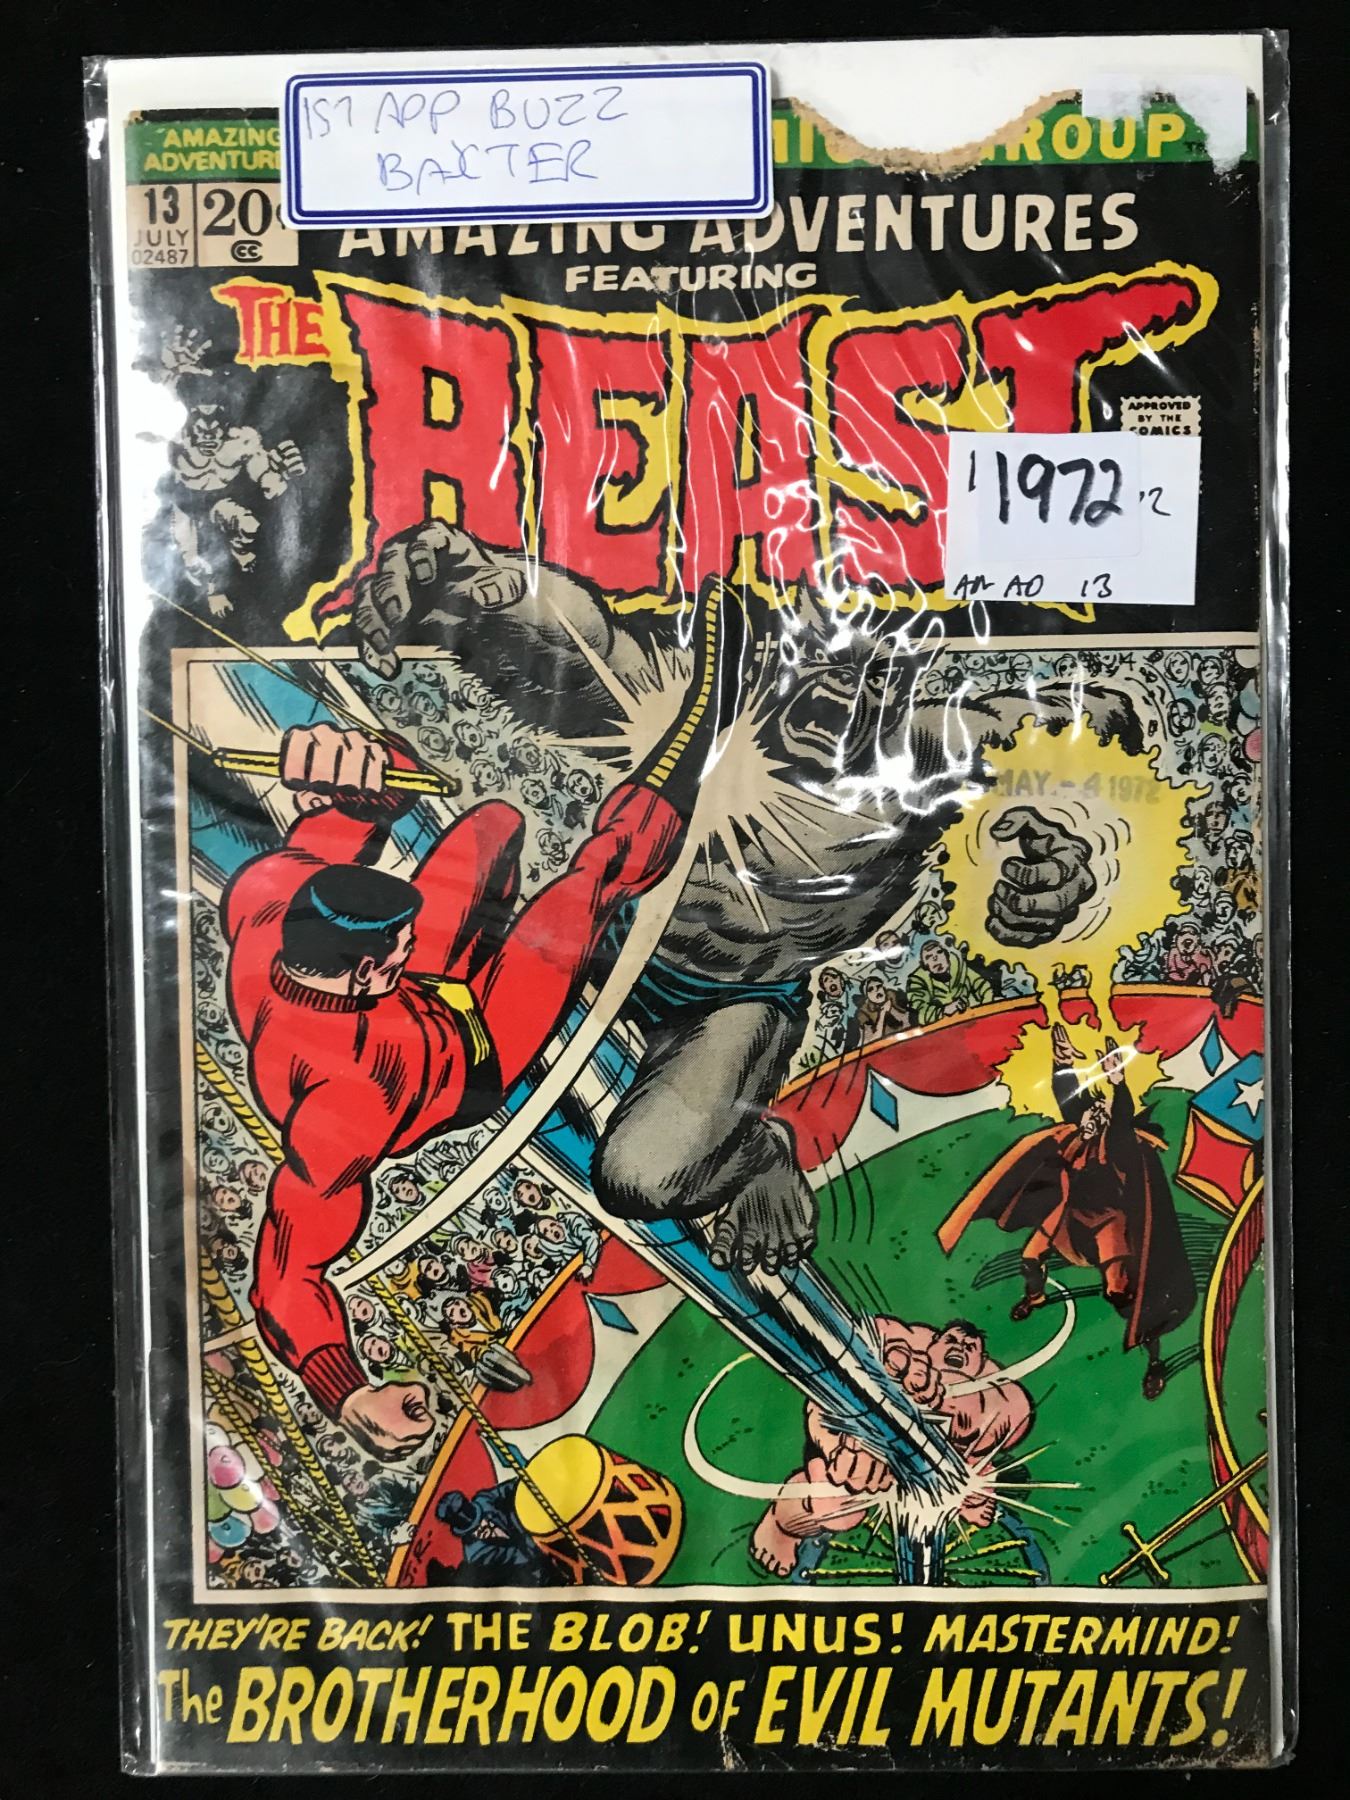 1ST APP BUZZ
BAXTER
AMAZING
ADVENTUR
ROUP
13
JULY
02487
20¢
CC
AMAZING ADVENTURES
FEATURING
THE BEAST
APPROVED
BY THE
COMICS
1972
AM AD 13
MAY.-4 1972
J.R.
THEY'RE BACK! THE BLOB! UNUS! MASTERMIND!
The BROTHERHOOD OF EVIL MUTANTS!